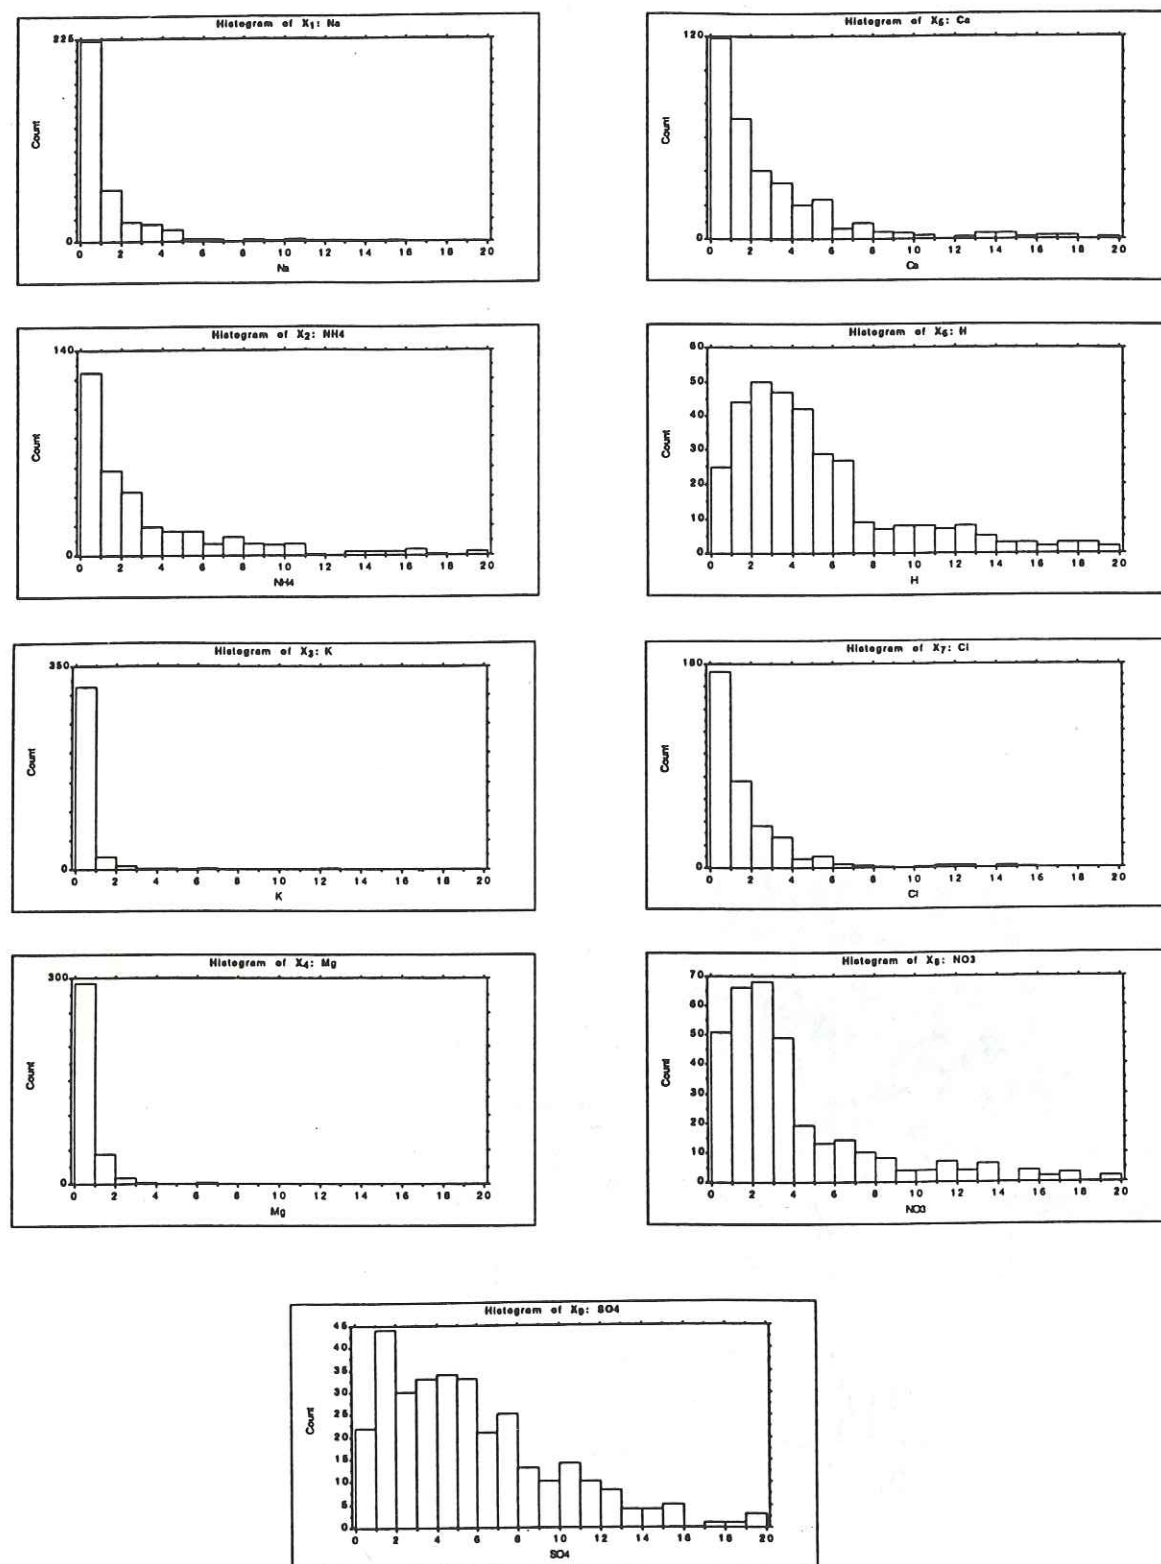 Histogram of X1: Na
225
Count
0
0 2 4 6 8 10 12 14 16 18 20
Na
Histogram of X5: Ca
120
Count
0
0 2 4 6 8 10 12 14 16 18 20
Ca
Histogram of X2: NH4
140
Count
0
0 2 4 6 8 10 12 14 16 18 20
NH4
Histogram of X6: H
60
50
40
30
20
10
0
Count
0 2 4 6 8 10 12 14 16 18 20
H
Histogram of X3: K
350
Count
0
0 2 4 6 8 10 12 14 16 18 20
K
Histogram of X7: Cl
180
Count
0
0 2 4 6 8 10 12 14 16 18 20
Cl
Histogram of X4: Mg
300
Count
0
0 2 4 6 8 10 12 14 16 18 20
Mg
Histogram of X8: NO3
70
60
50
40
30
20
10
0
Count
0 2 4 6 8 10 12 14 16 18 20
NO3
Histogram of X9: SO4
45
40
35
30
25
20
15
10
5
0
Count
0 2 4 6 8 10 12 14 16 18 20
SO4